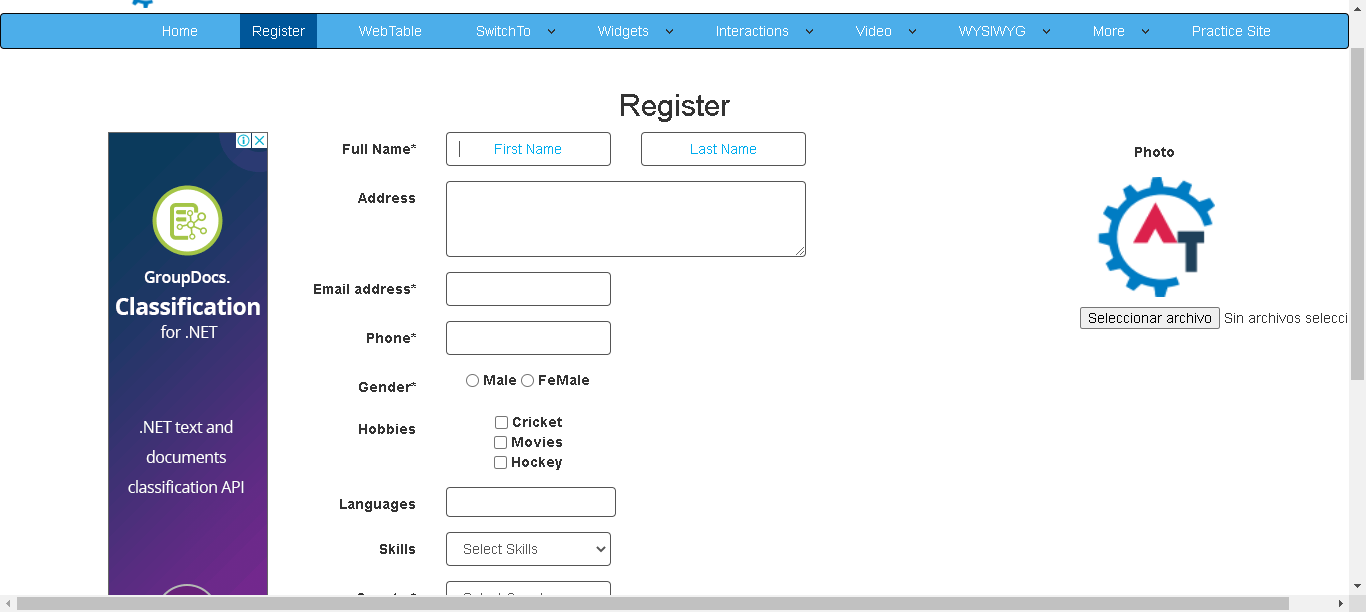 Home Register WebTable SwitchTo Widgets Interactions Video WYSIWYG More Practice Site
Register
Full Name* First Name Last Name
Address
Email address*
Phone*
Gender* Male FeMale
Hobbies Cricket
Movies
Hockey
Languages
Skills Select Skills
Photo
AT
Seleccionar archivo Sin archivos selecci
GroupDocs.
Classification
for .NET
.NET text and
documents
classification API